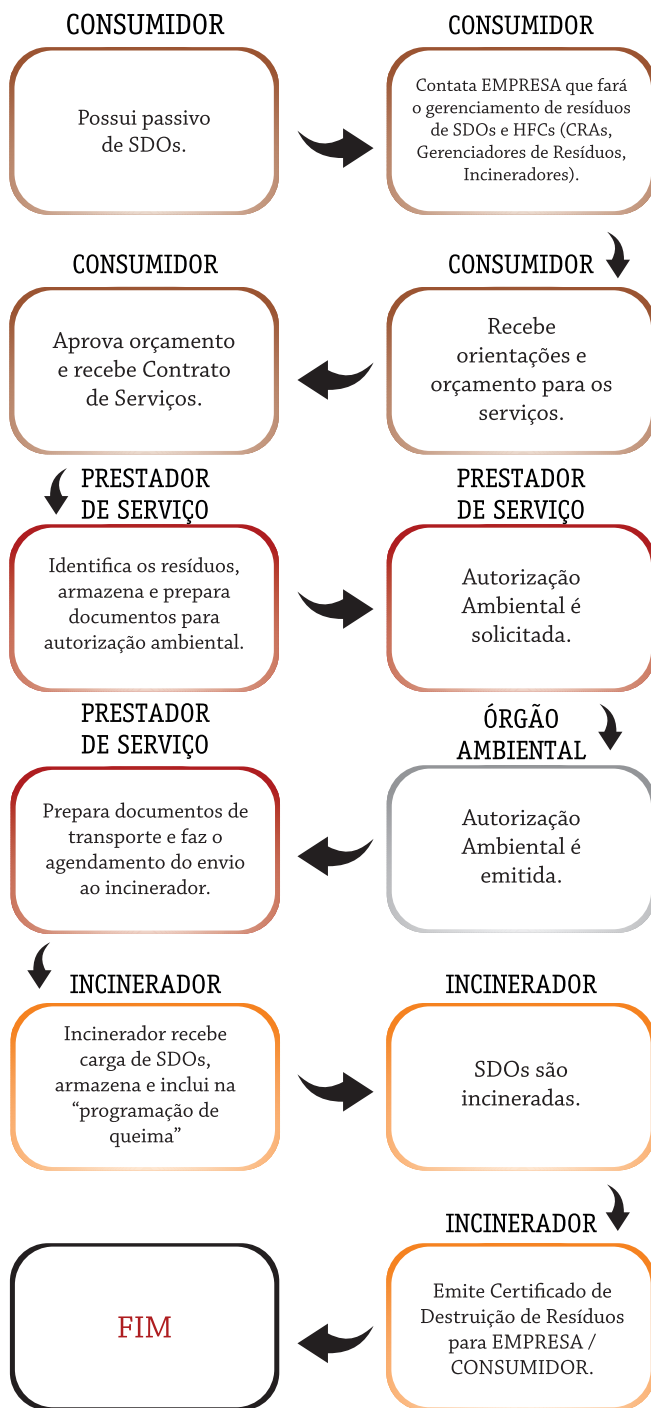 CONSUMIDOR
Possui passivo
de SDOs.
CONSUMIDOR
Contata EMPRESA que fará
o gerenciamento de resíduos
de SDOs e HFCs (CRAs,
Gerenciadores de Resíduos,
Incineradores).
CONSUMIDOR
Recebe
orientações e
orçamento para os
serviços.
CONSUMIDOR
Aprova orçamento
e recebe Contrato
de Serviços.
PRESTADOR
DE SERVIÇO
Identifica os resíduos,
armazena e prepara
documentos para
autorização ambiental.
PRESTADOR
DE SERVIÇO
Autorização
Ambiental é
solicitada.
ÓRGÃO
AMBIENTAL
Autorização
Ambiental é
emitida.
PRESTADOR
DE SERVIÇO
Prepara documentos de
transporte e faz o
agendamento do envio
ao incinerador.
INCINERADOR
Incinerador recebe
carga de SDOs,
armazena e inclui na
“programação de
queima”
INCINERADOR
SDOs são
incineradas.
INCINERADOR
Emite Certificado de
Destruição de Resíduos
para EMPRESA /
CONSUMIDOR.
FIM